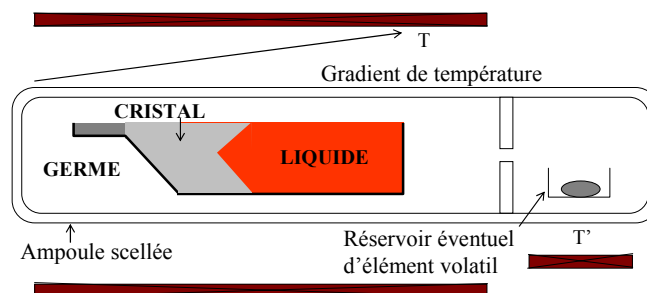 T
Gradient de température
CRISTAL
GERME
LIQUIDE
Ampoule scellée
Réservoir éventuel
d’élément volatil
T’